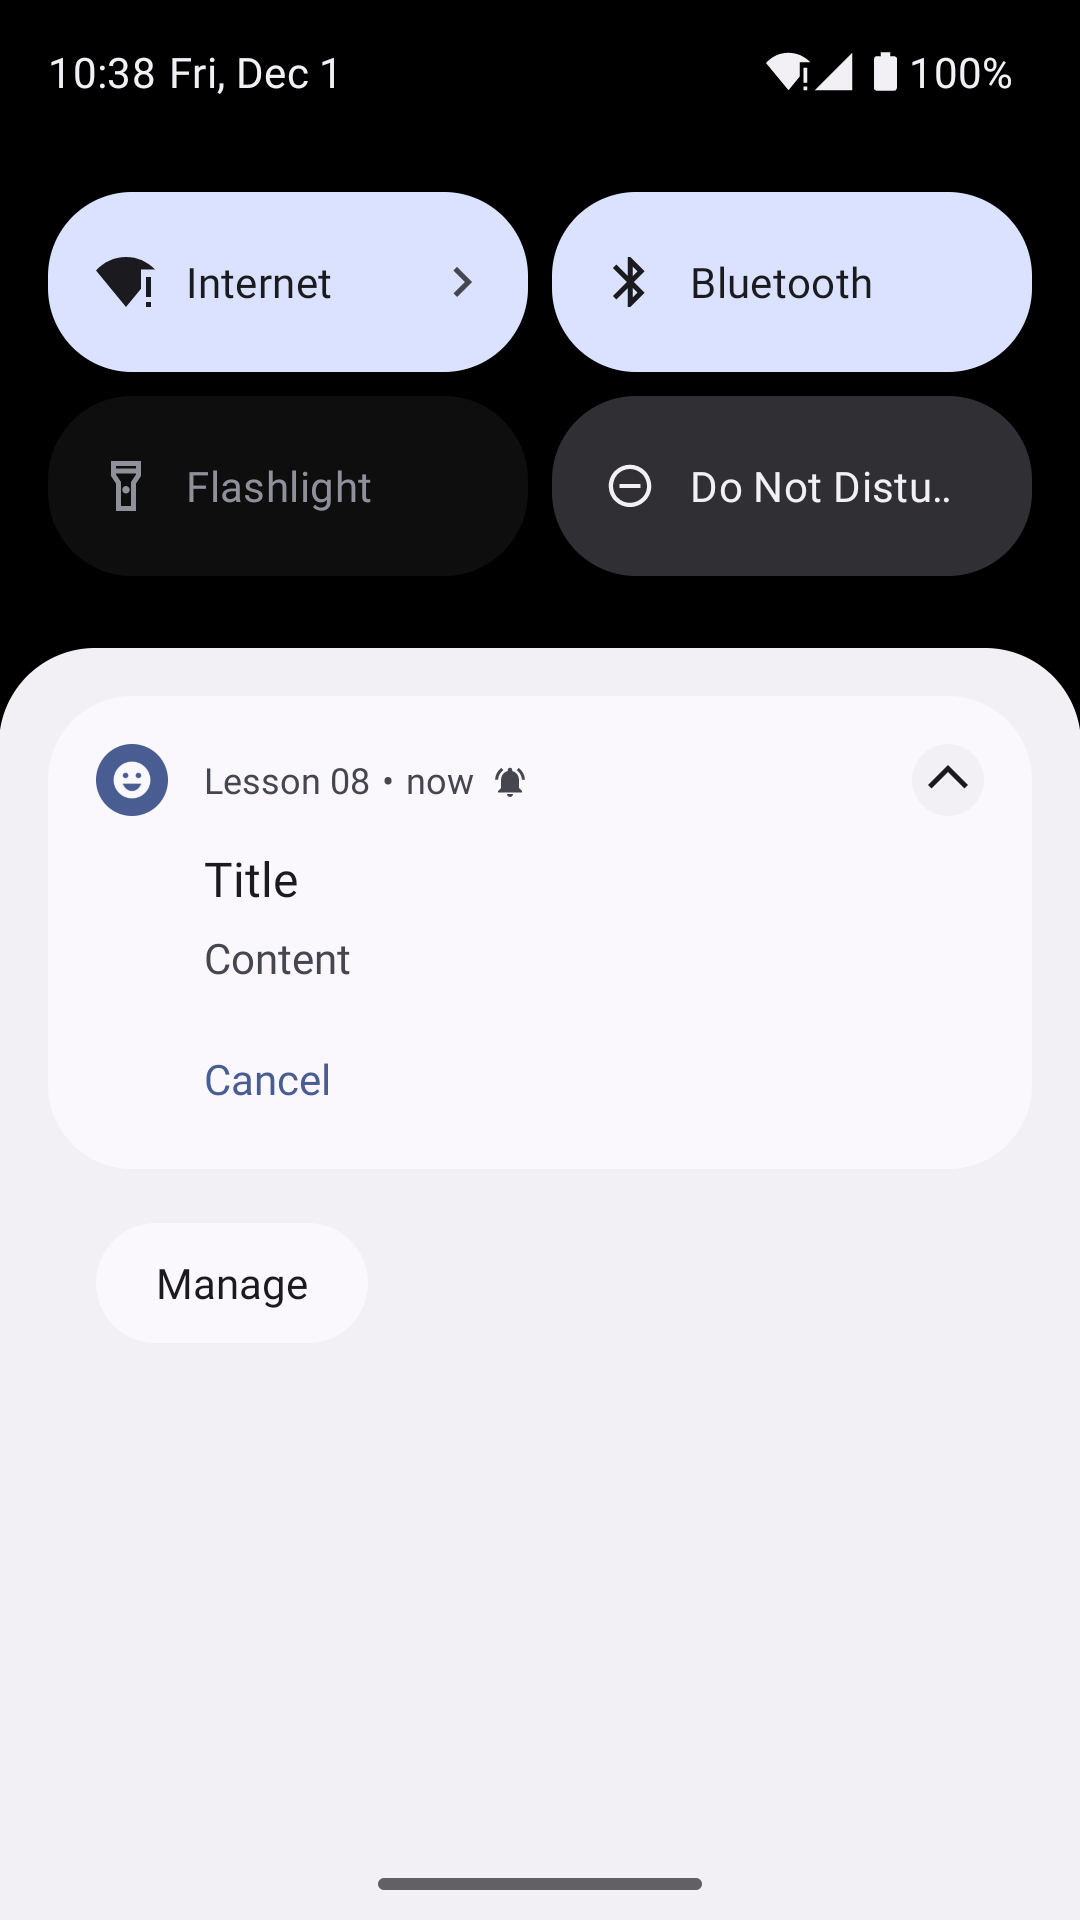 10:38 Fri, Dec 1
100%
Internet
Bluetooth
Flashlight
Do Not Distu..
Lesson 08 • now
Title
Content
Cancel
Manage